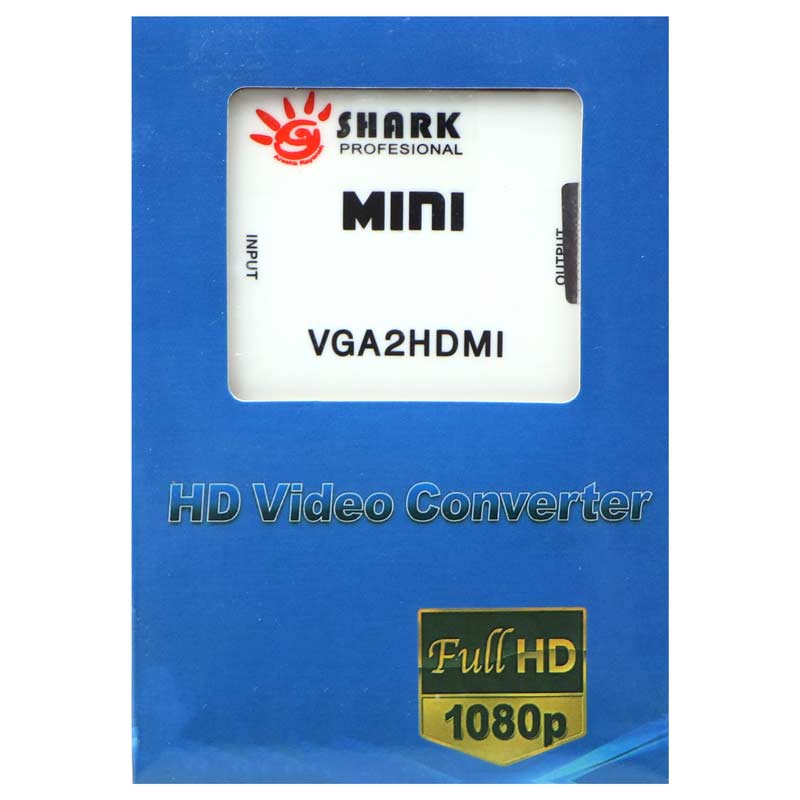 SHARK
PROFESIONAL
MINI
INPUT
OUTPUT
VGA2HDMI
HD Video Converter
Full HD
1080p